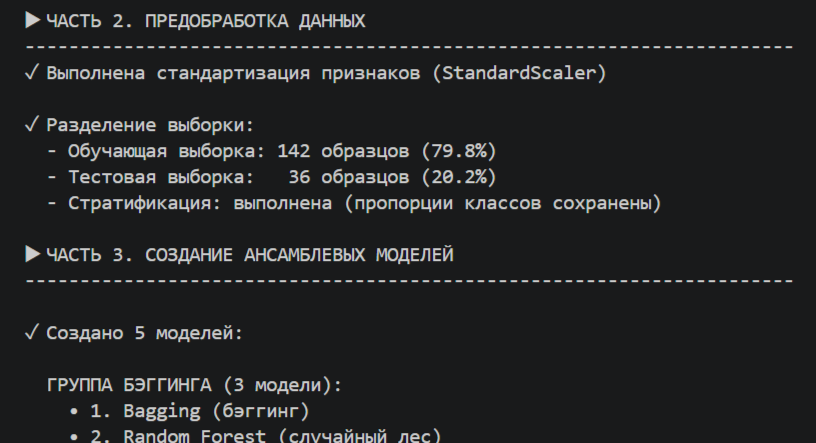 ▶ ЧАСТЬ 2. ПРЕДОБРАБОТКА ДАННЫХ
----------------------------------------------------------------------
✓ Выполнена стандартизация признаков (StandardScaler)
✓ Разделение выборки:
- Обучающая выборка: 142 образцов (79.8%)
- Тестовая выборка:   36 образцов (20.2%)
- Стратификация: выполнена (пропорции классов сохранены)
▶ ЧАСТЬ 3. СОЗДАНИЕ АНСАМБЛЕВЫХ МОДЕЛЕЙ
----------------------------------------------------------------------
✓ Создано 5 моделей:
ГРУППА БЭГГИНГА (3 модели):
• 1. Bagging (бэггинг)
• 2. Random Forest (случайный лес)